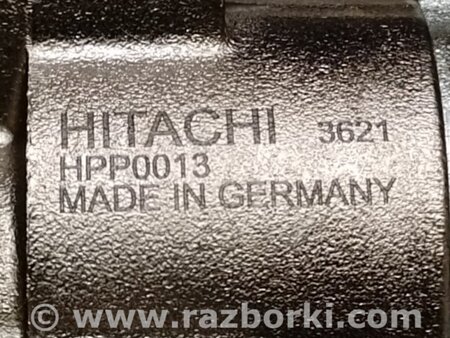 HITACHI 3621
HPP0013
MADE IN GERMANY
© www.razborki.com